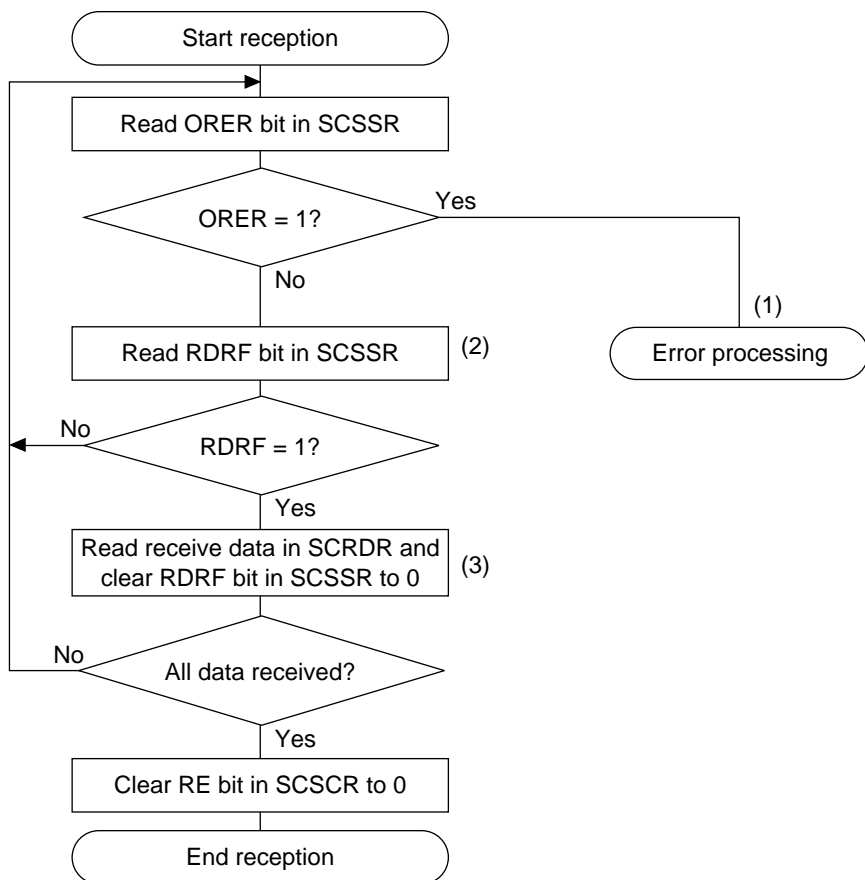 Start reception
Read ORER bit in SCSSR
ORER = 1?
Yes
No
(1)
Error processing
Read RDRF bit in SCSSR
(2)
No
RDRF = 1?
Yes
Read receive data in SCRDR and
clear RDRF bit in SCSSR to 0
(3)
No
All data received?
Yes
Clear RE bit in SCSCR to 0
End reception